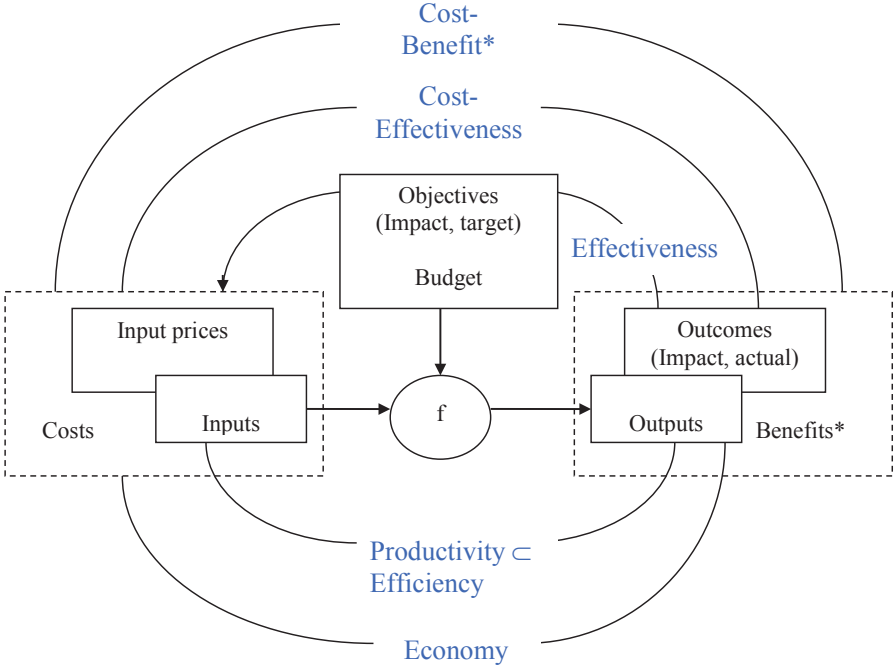 Cost-
Benefit*
Cost-
Effectiveness
Objectives
(Impact, target)
Budget
Effectiveness
Input prices
Inputs
Costs
f
Outcomes
(Impact, actual)
Outputs
Benefits*
Productivity ⊂
Efficiency
Economy